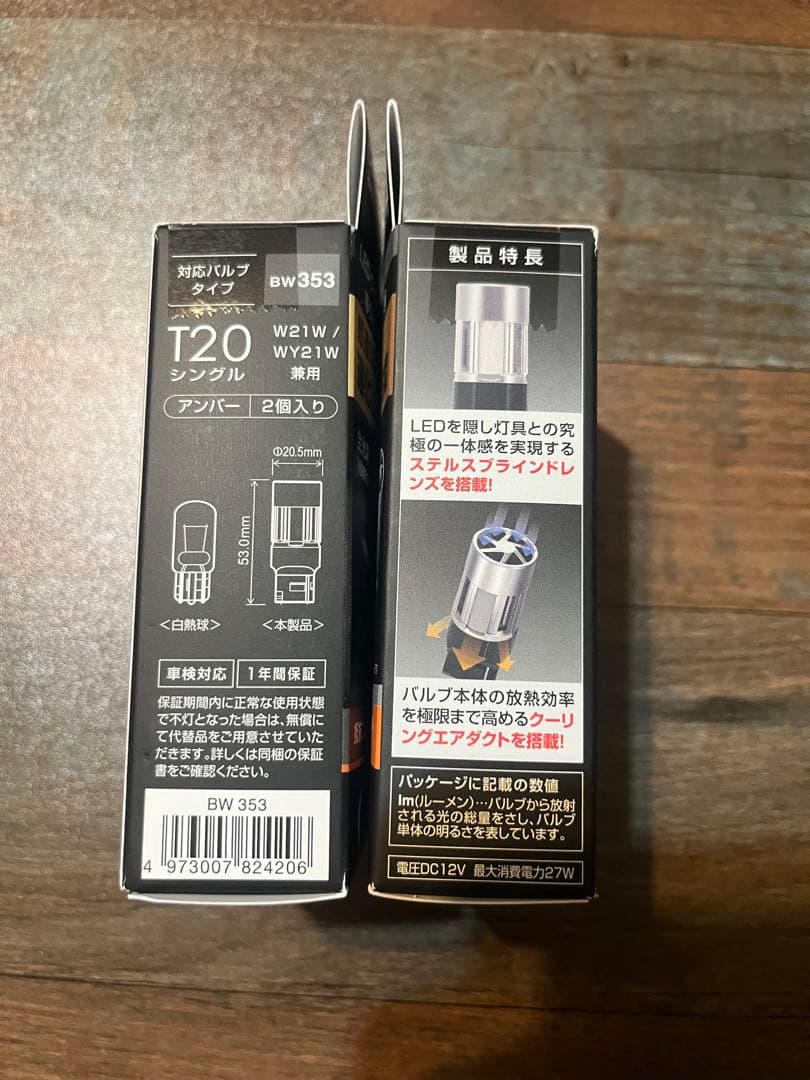 対応バルブ
タイプ
BW353
T20
シングル
W21W /
WY21W
兼用
アンバー 2個入り
Φ20.5mm
53.0mm
<白熱球>
<本製品>
車検対応
1年間保証
保証期間内に正常な使用状態
で不灯となった場合は、無償に
て代替品をご用意させていた
だきます。詳しくは同梱の保証
書をご確認ください。
BW 353
4 973007 824206
製品特長
LEDを隠し灯具との究
極の一体感を実現する
ステルスブラインドレ
ンズを搭載!
バルブ本体の放熱効率
を極限まで高めるクーリ
ングエアダクトを搭載!
パッケージに記載の数値
lm(ルーメン)…バルブから放射
される光の総量をさし、バルブ
単体の明るさを表しています。
電圧DC12V 最大消費電力27W